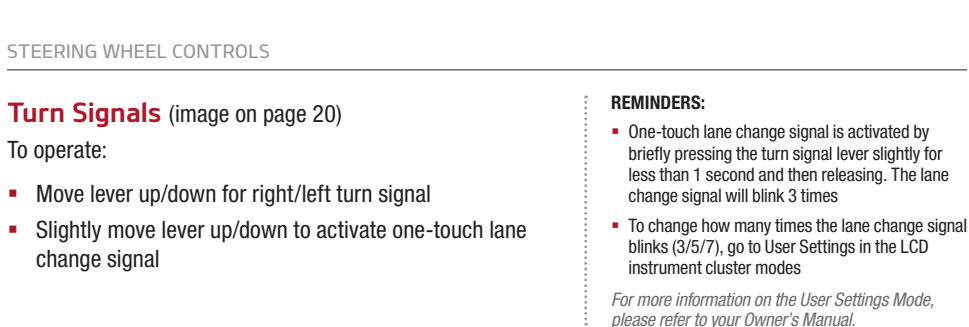 STEERING WHEEL CONTROLS
Turn Signals (image on page 20)
To operate:
▪ Move lever up/down for right/left turn signal
▪ Slightly move lever up/down to activate one-touch lane
change signal
REMINDERS:
▪ One-touch lane change signal is activated by
briefly pressing the turn signal lever slightly for
less than 1 second and then releasing. The lane
change signal will blink 3 times
▪ To change how many times the lane change signal
blinks (3/5/7), go to User Settings in the LCD
instrument cluster modes
For more information on the User Settings Mode,
please refer to your Owner's Manual.